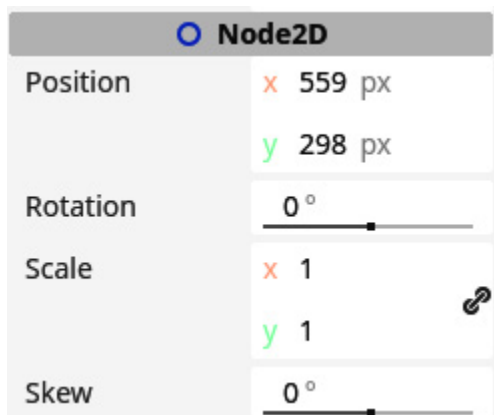 Node2D
Position x 559 px
y 298 px
Rotation 0 °
Scale x 1
y 1
Skew 0 °